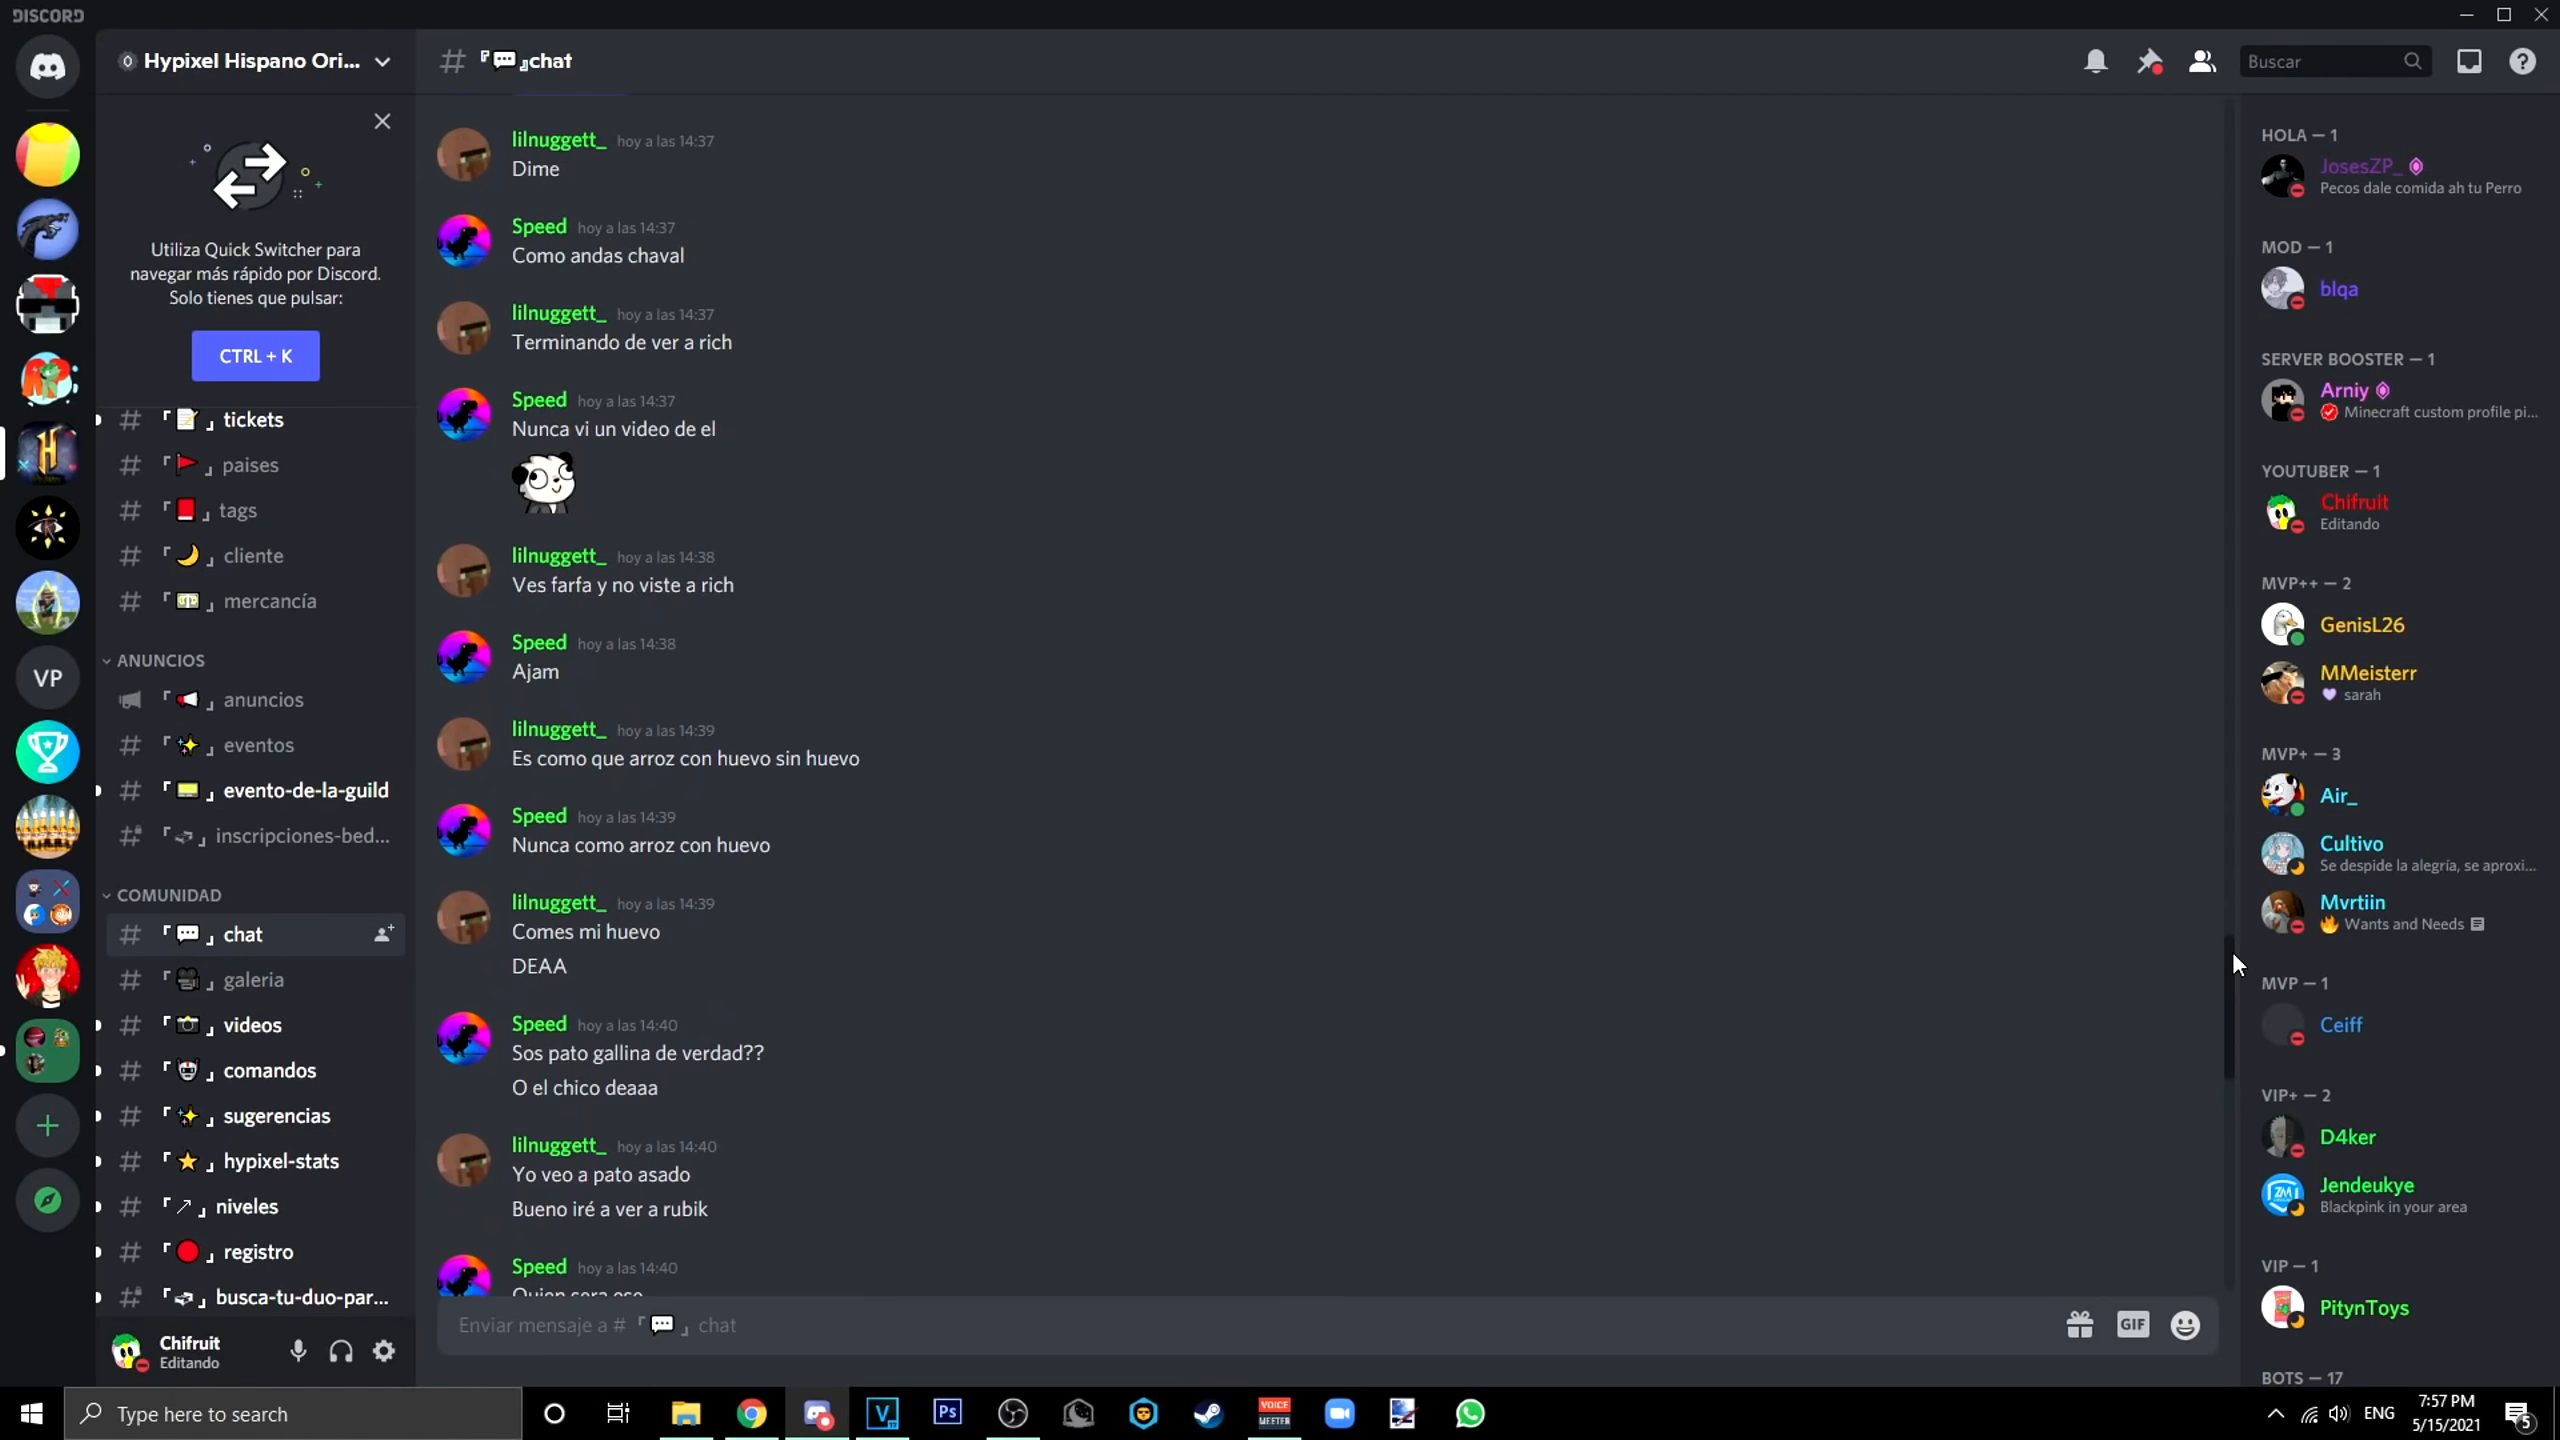 DISCORD
Hypixel Hispano Ori...
Utiliza Quick Switcher para
navegar más rápido por Discord.
Solo tienes que pulsar:
CTRL + K
# 「📝」 tickets
# 「🚩」 paises
# 「📕」 tags
# 「🌙」 cliente
# 「💴」 mercancía
ANUNCIOS
「📢」 anuncios
# 「✨」 eventos
# 「🎫」 evento-de-la-guild
# 「🛏」 inscripciones-bed...
COMUNIDAD
# 「💬」 chat
# 「🎥」 galeria
# 「📷」 videos
# 「🤖」 comandos
# 「✨」 sugerencias
# 「⭐」 hypixel-stats
# 「↗」 niveles
# 「🔴」 registro
# 「🛏」 busca-tu-duo-par...
VP
Chifruit
Editando
# 「💬」chat
Buscar
lilnuggett_ hoy a las 14:37
Dime
Speed hoy a las 14:37
Como andas chaval
lilnuggett_ hoy a las 14:37
Terminando de ver a rich
Speed hoy a las 14:37
Nunca vi un video de el
lilnuggett_ hoy a las 14:38
Ves farfa y no viste a rich
Speed hoy a las 14:38
Ajam
lilnuggett_ hoy a las 14:39
Es como que arroz con huevo sin huevo
Speed hoy a las 14:39
Nunca como arroz con huevo
lilnuggett_ hoy a las 14:39
Comes mi huevo
DEAA
Speed hoy a las 14:40
Sos pato gallina de verdad??
O el chico deaaa
lilnuggett_ hoy a las 14:40
Yo veo a pato asado
Bueno iré a ver a rubik
Speed hoy a las 14:40
Quien sera ese
Enviar mensaje a # 「💬」 chat
GIF
HOLA — 1
JosesZP_
Pecos dale comida ah tu Perro
MOD — 1
blqa
SERVER BOOSTER — 1
Arniy
Minecraft custom profile pi...
YOUTUBER — 1
Chifruit
Editando
MVP++ — 2
GenisL26
MMeisterr
💜 sarah
MVP+ — 3
Air_
Cultivo
Se despide la alegría, se aproxi...
Mvrtiin
🔥 Wants and Needs
MVP — 1
Ceiff
VIP+ — 2
D4ker
Jendeukye
Blackpink in your area
VIP — 1
PitynToys
BOTS — 17
Type here to search
Ps
VOICE
MEETER
ENG
7:57 PM
5/15/2021
5